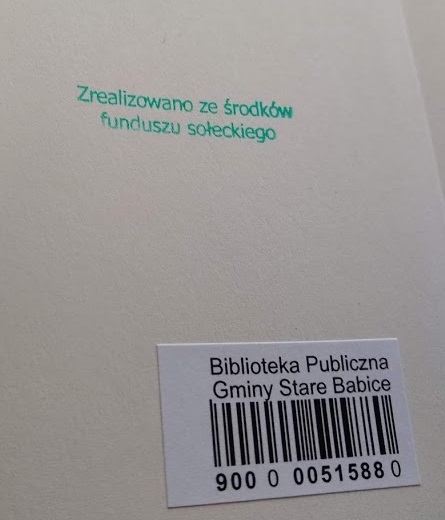 Zrealizowano ze środków
funduszu sołeckiego
Biblioteka Publiczna
Gminy Stare Babice
900 0 0051588 0